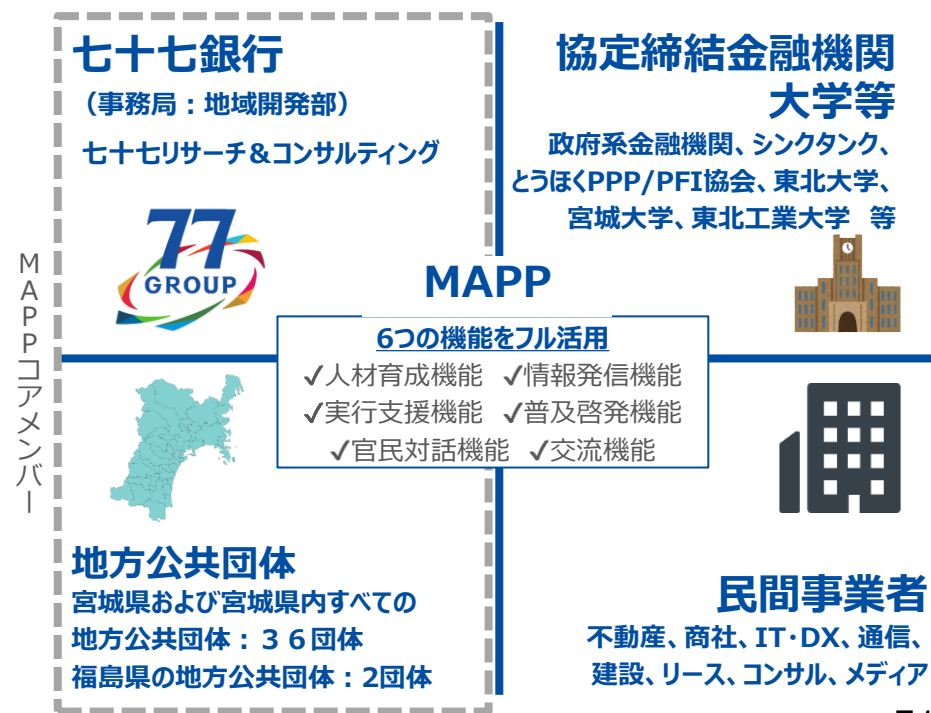 七十七銀行
（事務局：地域開発部）
七十七リサーチ＆コンサルティング
77
GROUP
協定締結金融機関
大学等
政府系金融機関、シンクタンク、
とうほくPPP/PFI協会、東北大学、
宮城大学、東北工業大学 等
MAPPコアメンバー
MAPP
6つの機能をフル活用
✓人材育成機能 ✓情報発信機能
✓実行支援機能 ✓普及啓発機能
✓官民対話機能 ✓交流機能
地方公共団体
宮城県および宮城県内すべての
地方公共団体：３６団体
福島県の地方公共団体：2団体
民間事業者
不動産、商社、IT・DX、通信、
建設、リース、コンサル、メディア